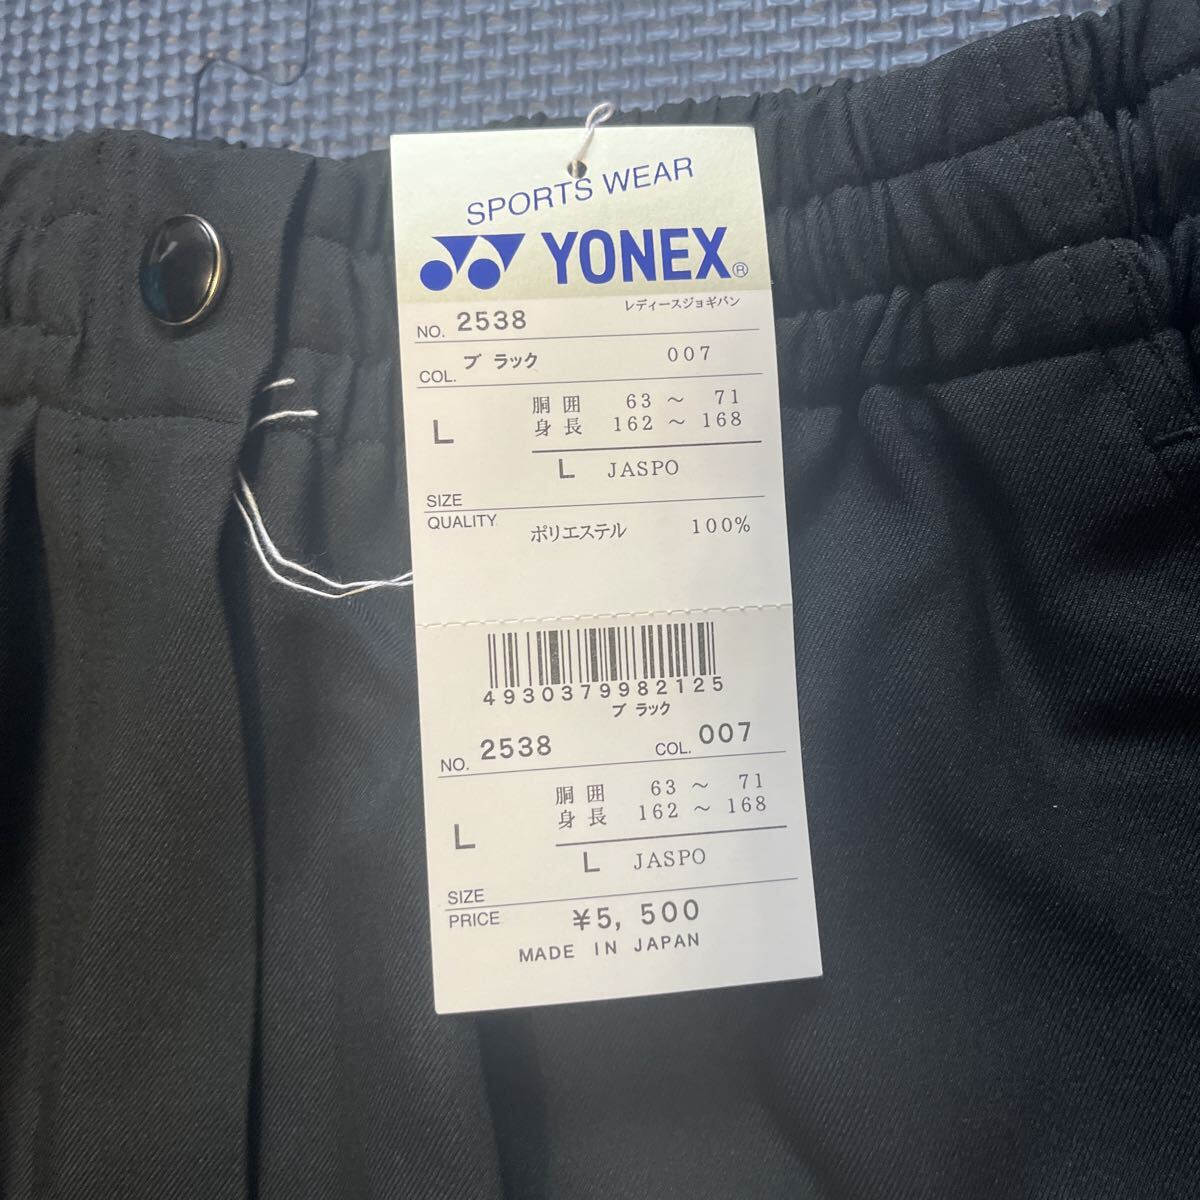 SPORTS WEAR
YONEX®
レディースジョギパン
NO. 2538
COL. ブラック 007
胴囲 63 ～ 71
L 身長 162 ～ 168
L JASPO
SIZE
QUALITY ポリエステル 100%
4930379982125
ブラック
NO. 2538 COL. 007
胴囲 63 ～ 71
L 身長 162 ～ 168
L JASPO
SIZE
PRICE ¥5,500
MADE IN JAPAN